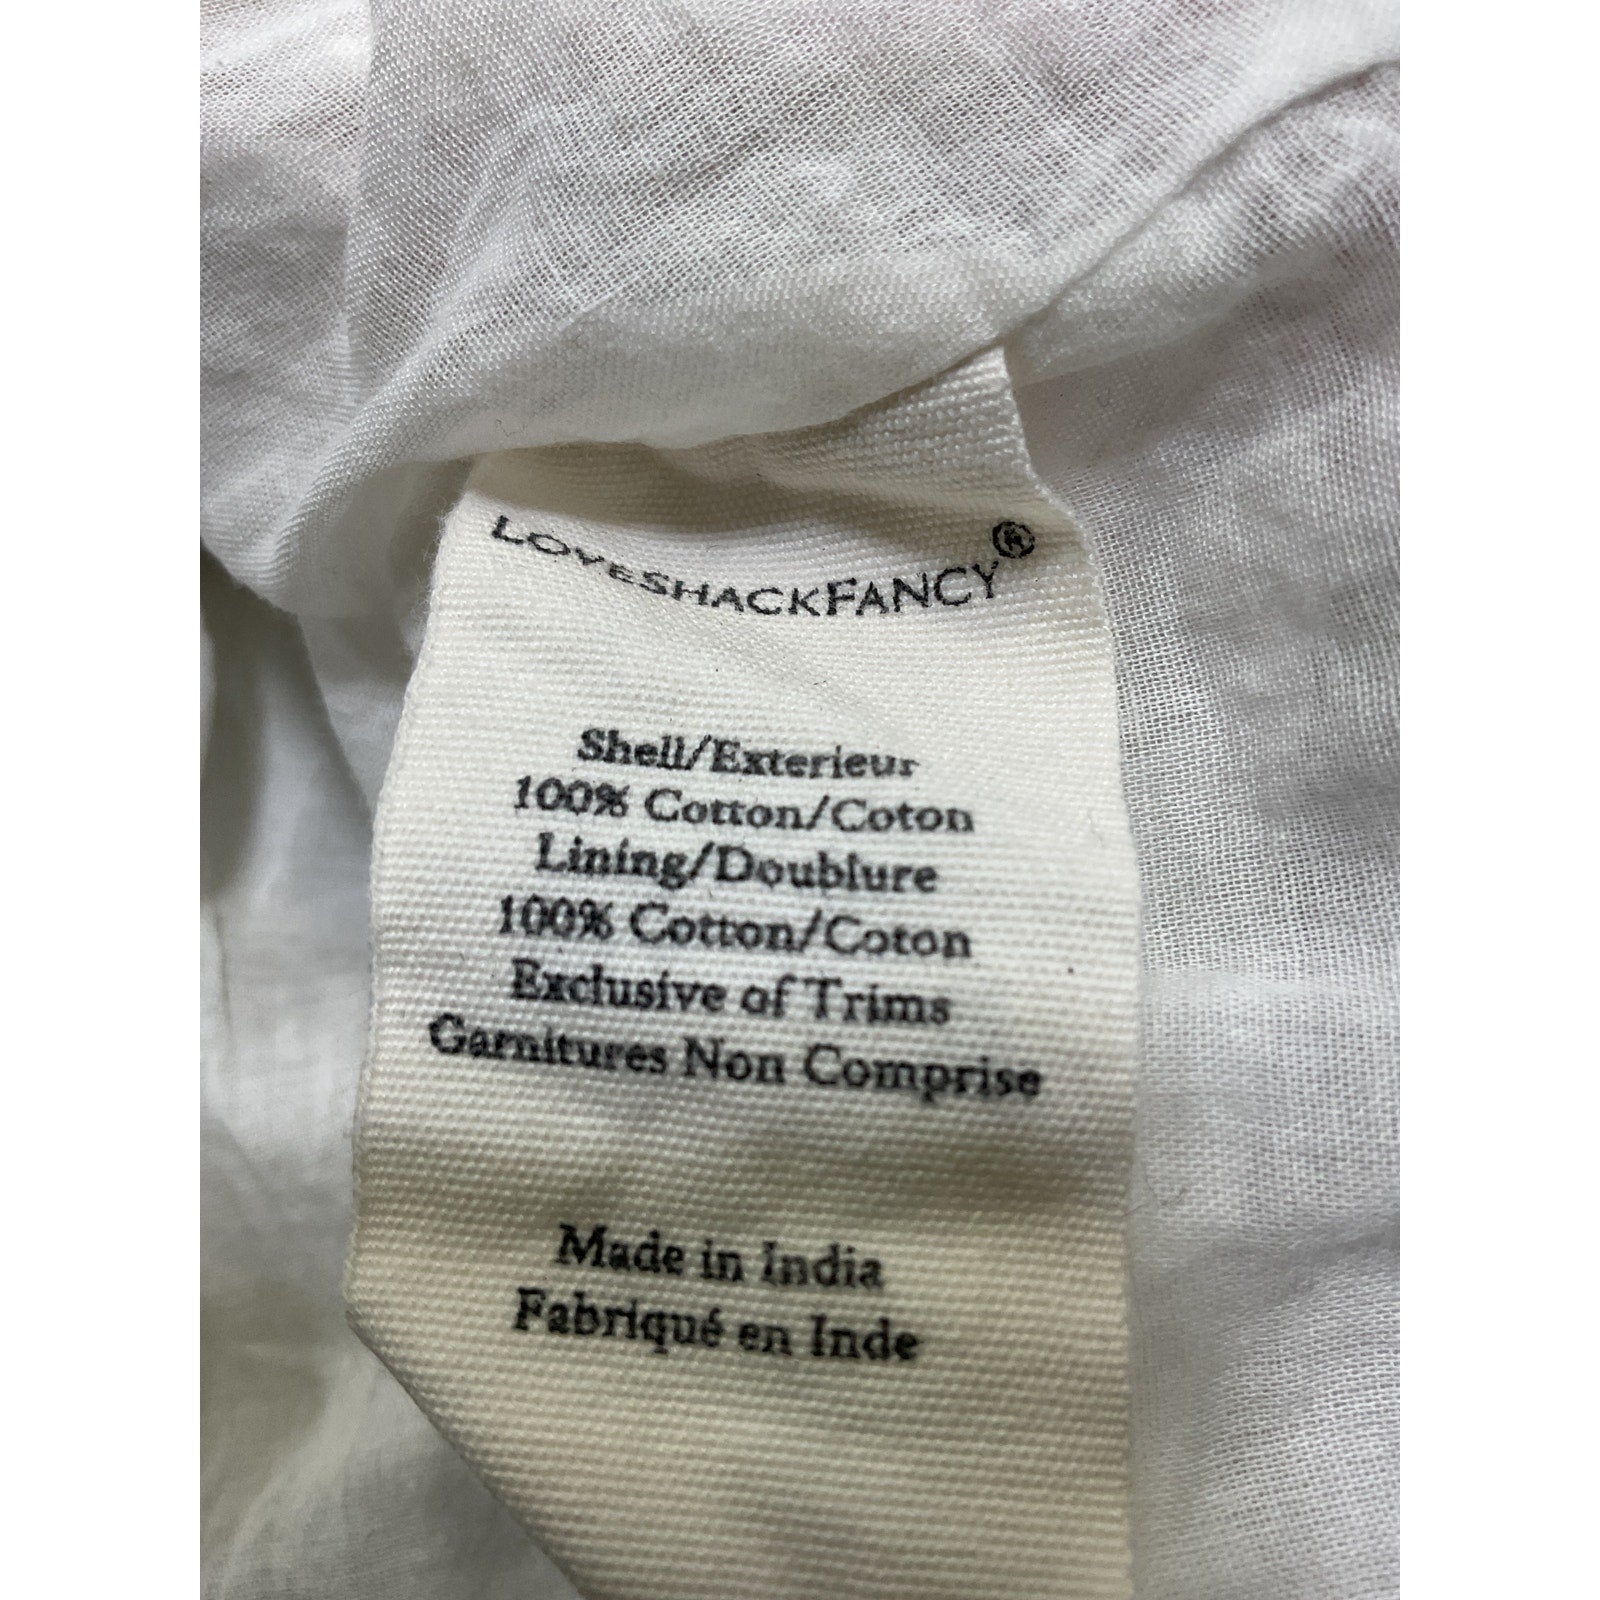 LOVESHACKFANCY®
Shell/Exterieur
100% Cotton/Coton
Lining/Doublure
100% Cotton/Coton
Exclusive of Trims
Garnitures Non Comprise
Made in India
Fabriqué en Inde